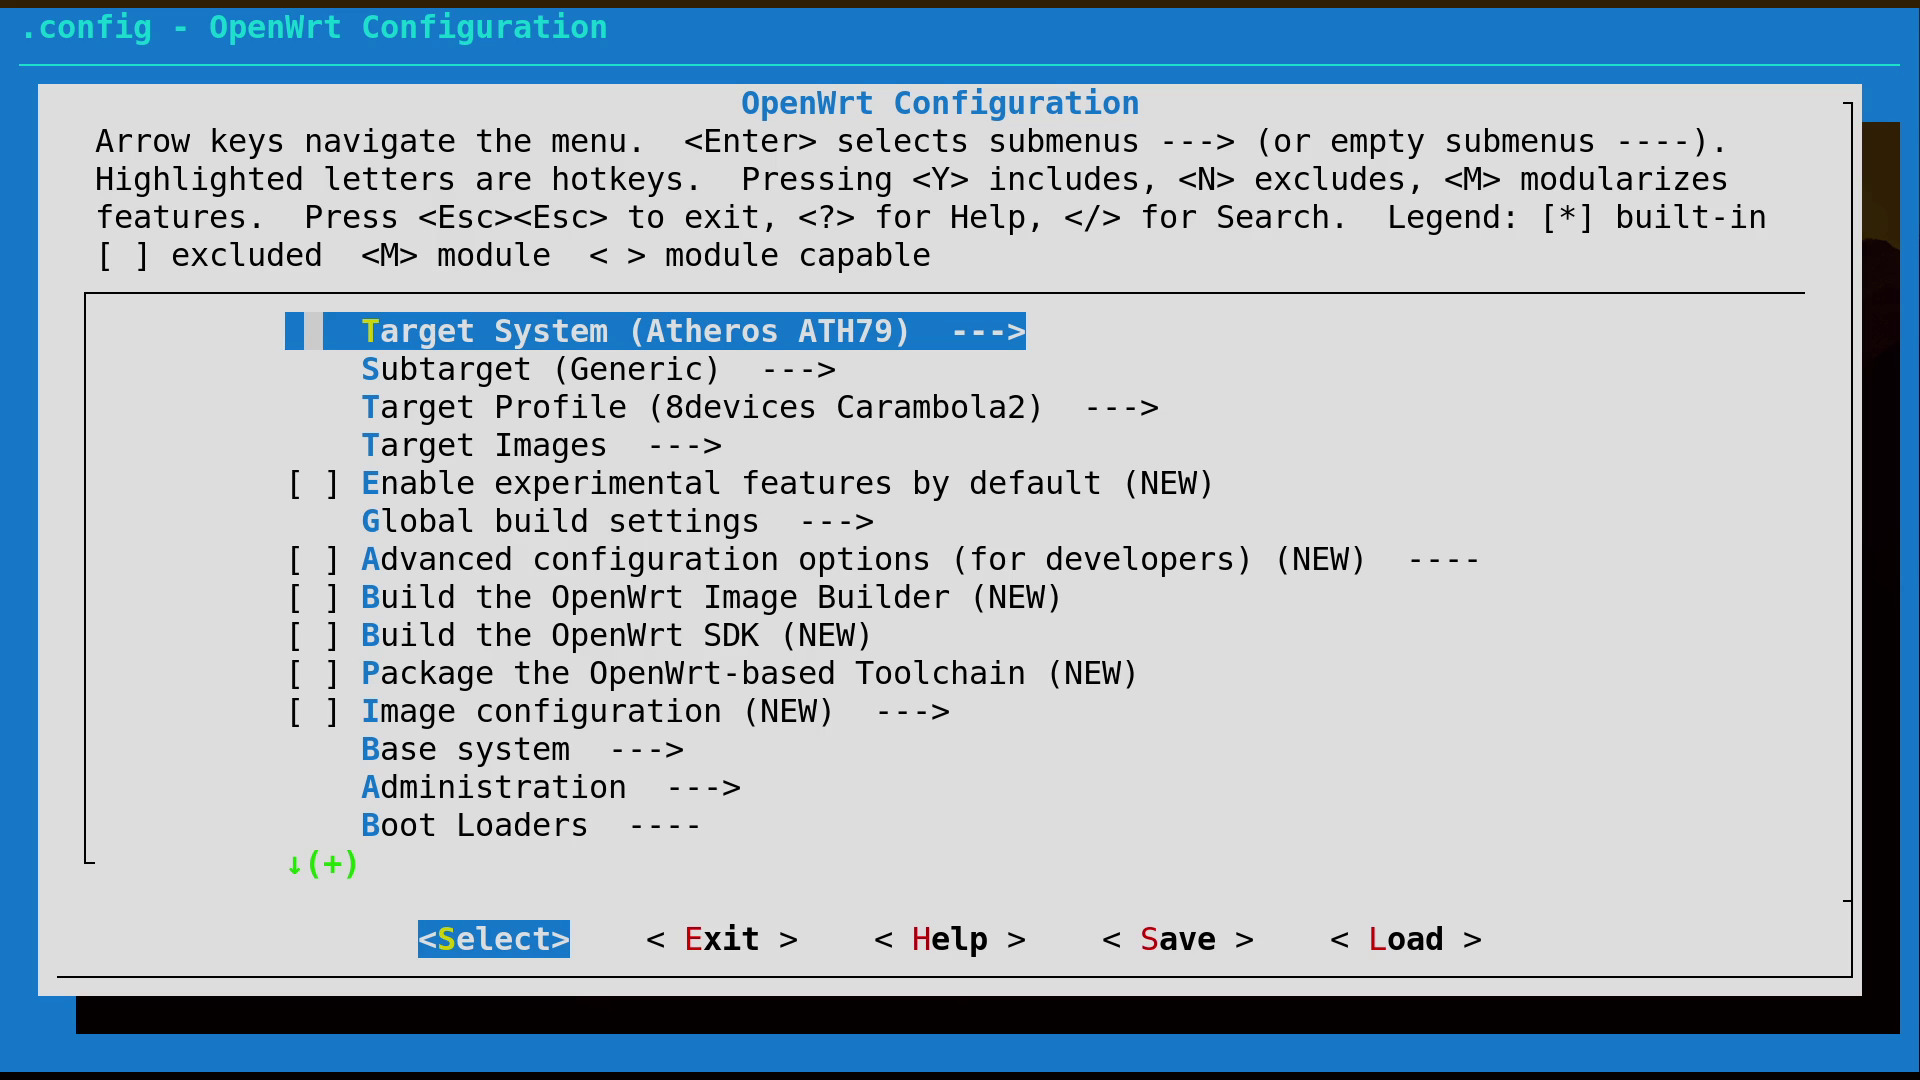 .config - OpenWrt Configuration
OpenWrt Configuration
Arrow keys navigate the menu.  <Enter> selects submenus ---> (or empty submenus ----).
Highlighted letters are hotkeys.  Pressing <Y> includes, <N> excludes, <M> modularizes
features.  Press <Esc><Esc> to exit, <?> for Help, </> for Search.  Legend: [*] built-in
[ ] excluded  <M> module  < > module capable
Target System (Atheros ATH79)  --->
Subtarget (Generic)  --->
Target Profile (8devices Carambola2)  --->
Target Images  --->
[ ] Enable experimental features by default (NEW)
Global build settings  --->
[ ] Advanced configuration options (for developers) (NEW)  ----
[ ] Build the OpenWrt Image Builder (NEW)
[ ] Build the OpenWrt SDK (NEW)
[ ] Package the OpenWrt-based Toolchain (NEW)
[ ] Image configuration (NEW)  --->
Base system  --->
Administration  --->
Boot Loaders  ----
↓(+)
<Select>    < Exit >    < Help >    < Save >    < Load >